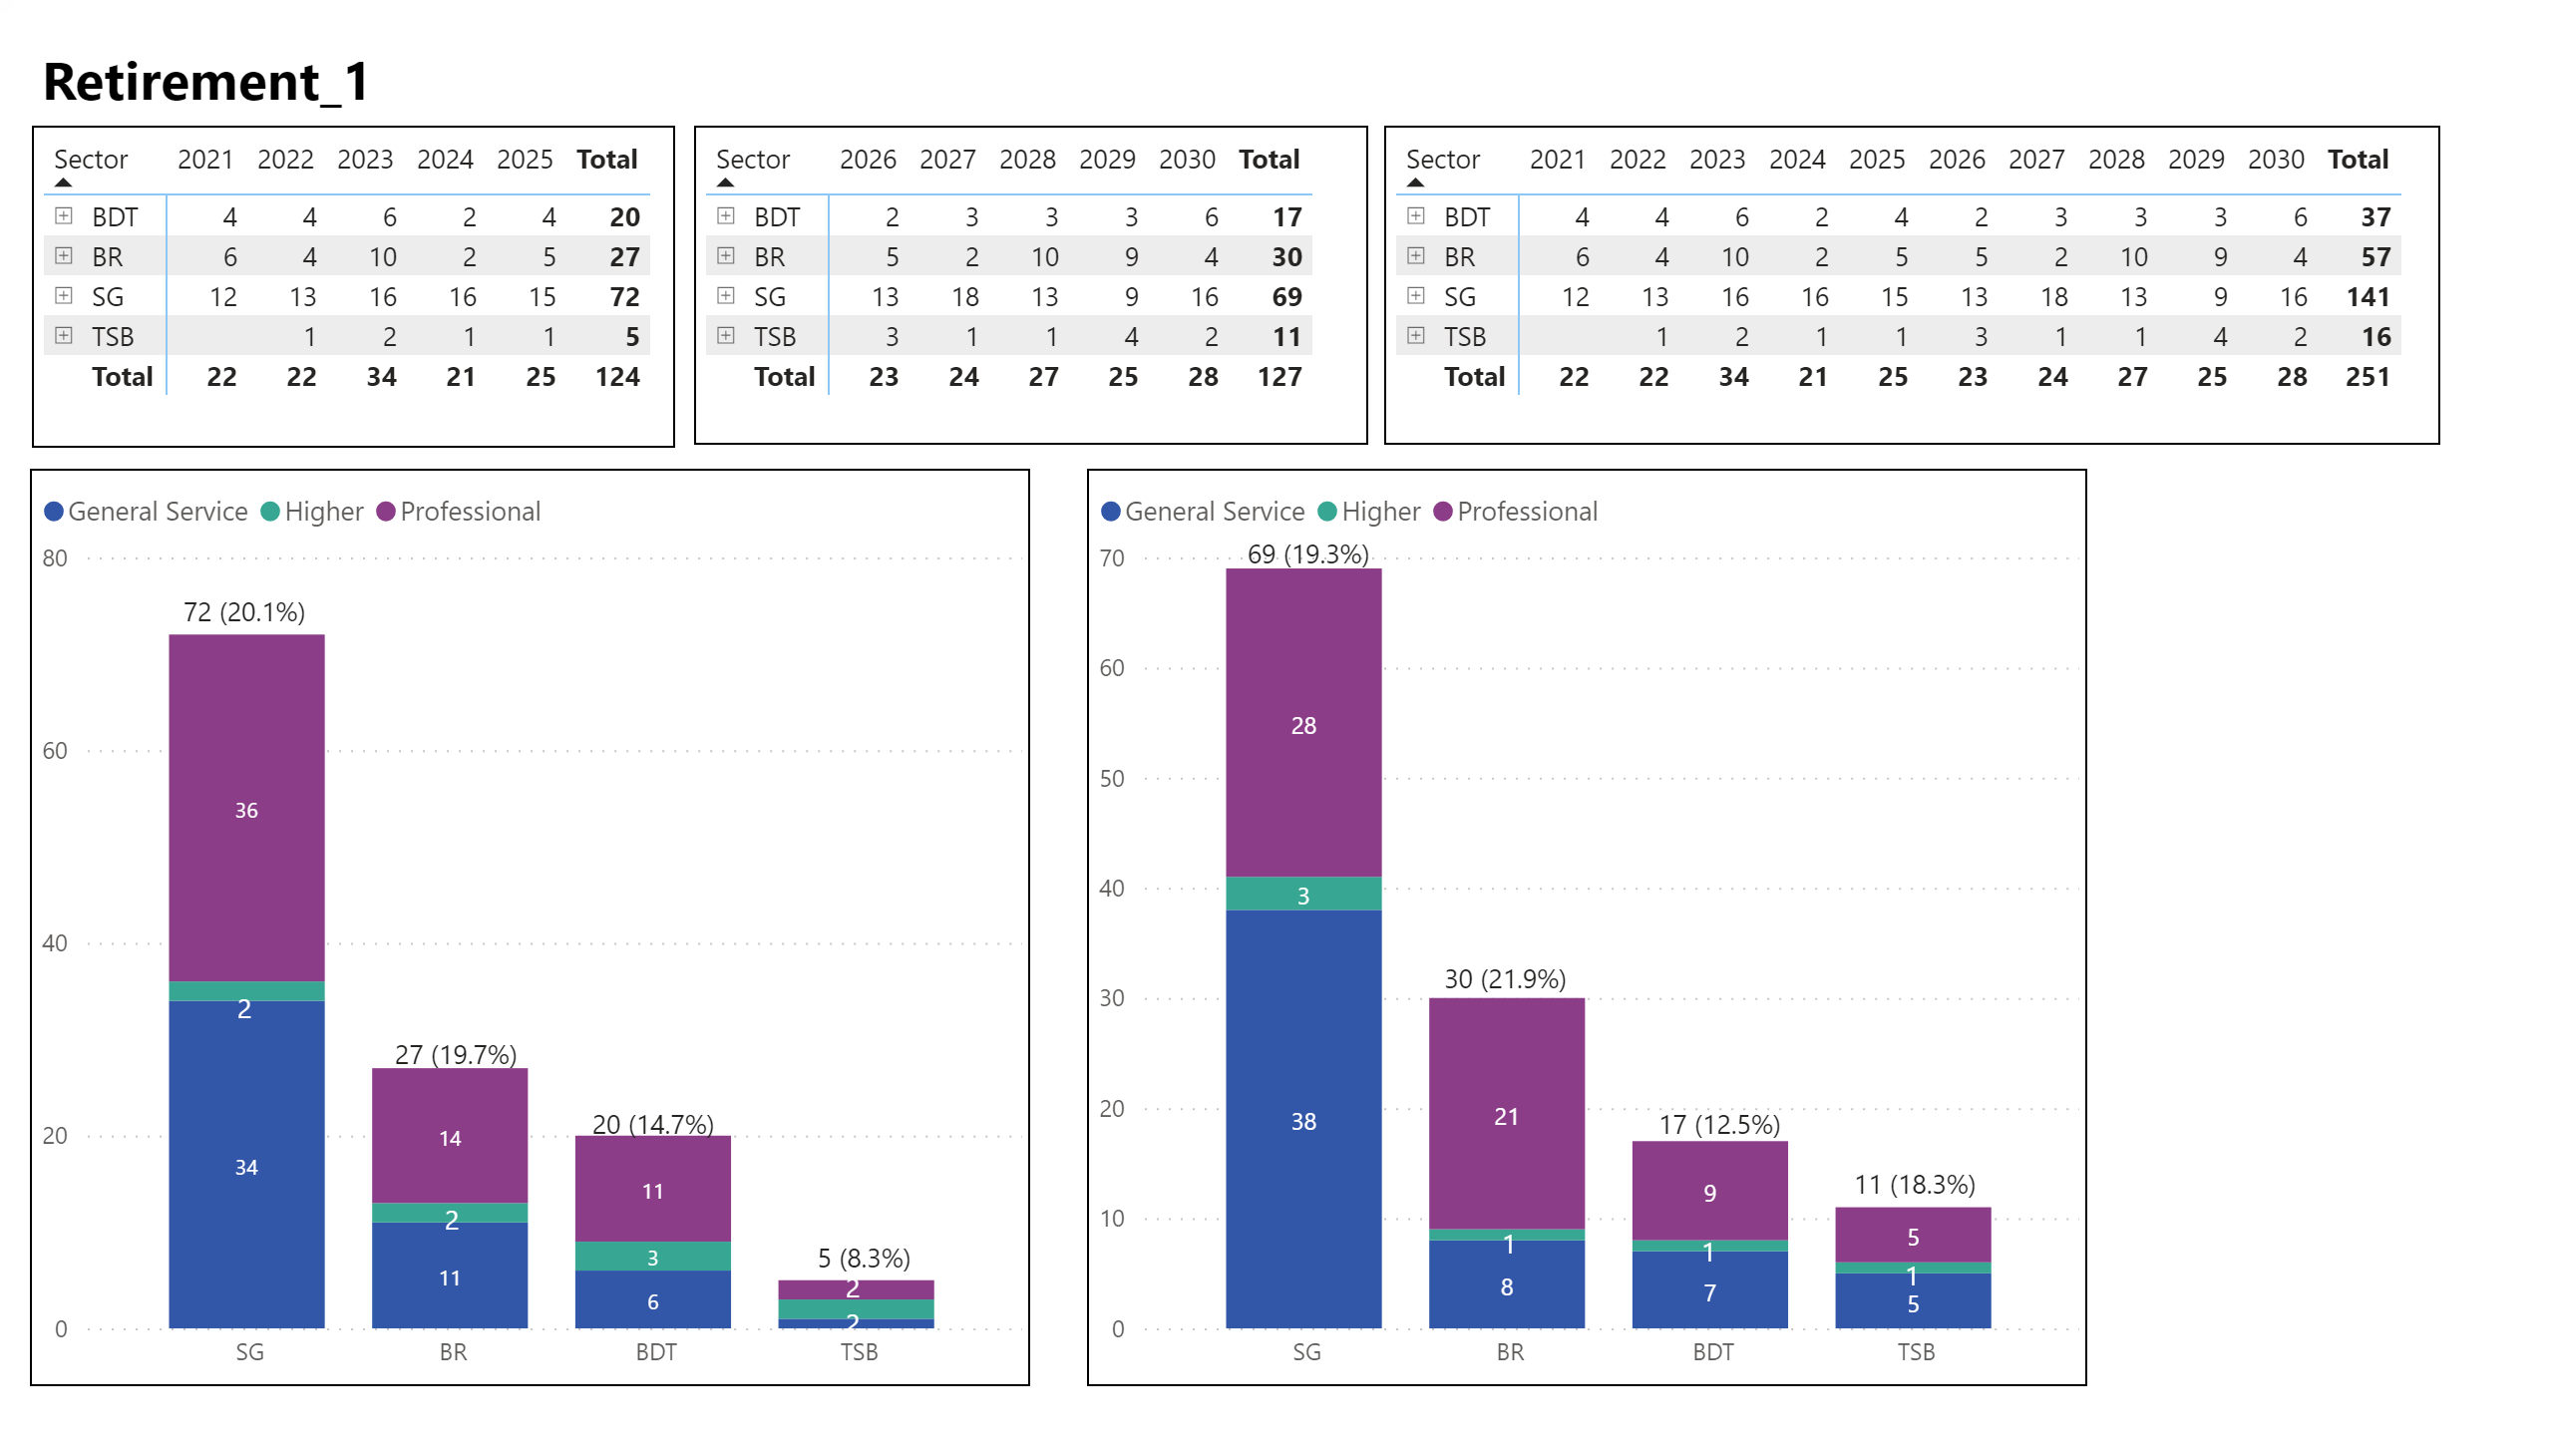 Retirement_1
Sector 2021 2022 2023 2024 2025 Total
BDT 4 4 6 2 4 20
BR 6 4 10 2 5 27
SG 12 13 16 16 15 72
TSB 1 2 1 1 5
Total 22 22 34 21 25 124
Sector 2026 2027 2028 2029 2030 Total
BDT 2 3 3 3 6 17
BR 5 2 10 9 4 30
SG 13 18 13 9 16 69
TSB 3 1 1 4 2 11
Total 23 24 27 25 28 127
Sector 2021 2022 2023 2024 2025 2026 2027 2028 2029 2030 Total
BDT 4 4 6 2 4 2 3 3 3 6 37
BR 6 4 10 2 5 5 2 10 9 4 57
SG 12 13 16 16 15 13 18 13 9 16 141
TSB 1 2 1 1 3 1 1 4 2 16
Total 22 22 34 21 25 23 24 27 25 28 251
General Service Higher Professional
80
72 (20.1%)
60
36
40
2
27 (19.7%)
20 (14.7%)
20
14
11
34
2
3
5 (8.3%)
2
11
6
2
0
SG BR BDT TSB
General Service Higher Professional
70
69 (19.3%)
60
28
50
40
3
30 (21.9%)
30
20
38
21
17 (12.5%)
9
11 (18.3%)
10
5
1
1
1
8
7
5
0
SG BR BDT TSB